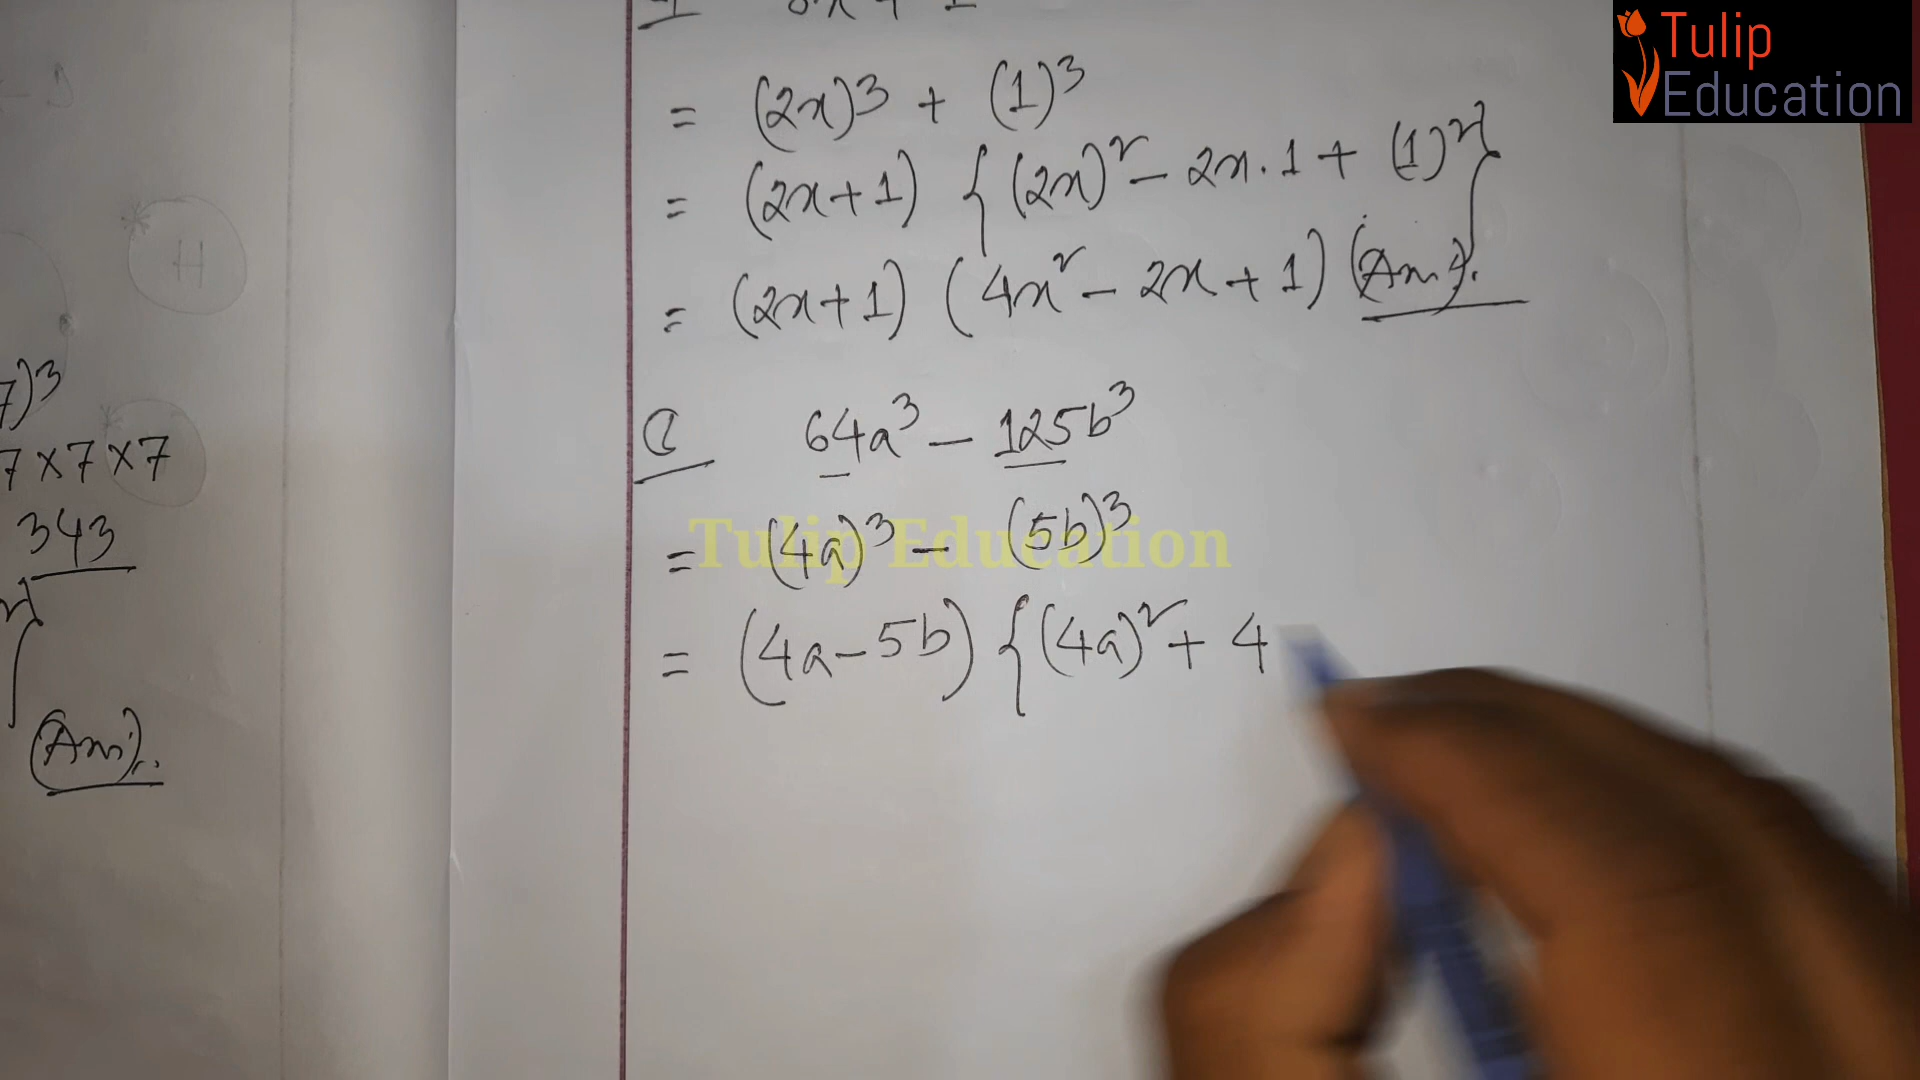 7)³
7 × 7 × 7
343
(Ans).
= (2x)³ + (1)³
= (2x+1) {(2x)² - 2x.1 + (1)²}
= (2x+1) (4x² - 2x + 1) (Ans).
64a³ - 125b³
= (4a)³ - (5b)³
= (4a-5b) {(4a)² + 4
H
Tulip
Education
Tulip Education